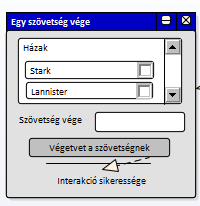 Egy szövetség vége
Házak
Stark
Lannister
Szövetség vége
Végetvet a szövetségnek
Interakció sikeressége